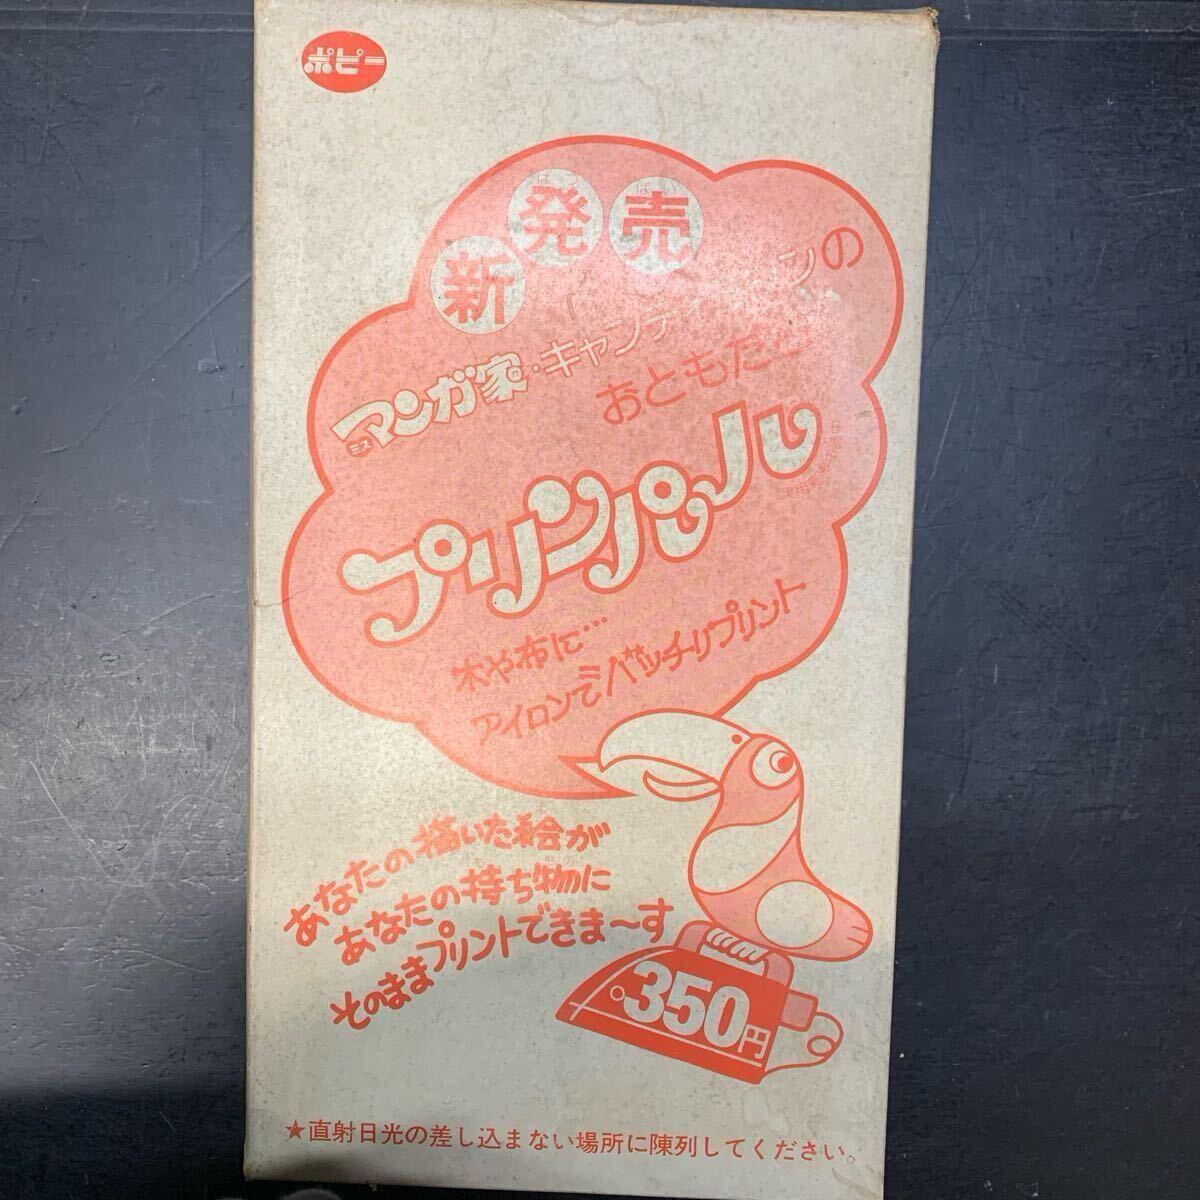 ポピー
新発売
はつ ばい
ミス マンガ家・キャンディ ンの
おともだち
プリンパル
木や布に…
アイロンでバッチリプリント
あなたの描いた絵が
あなたの持ち物に
そのままプリントできま〜す
350円
★直射日光の差し込まない場所に陳列してください。